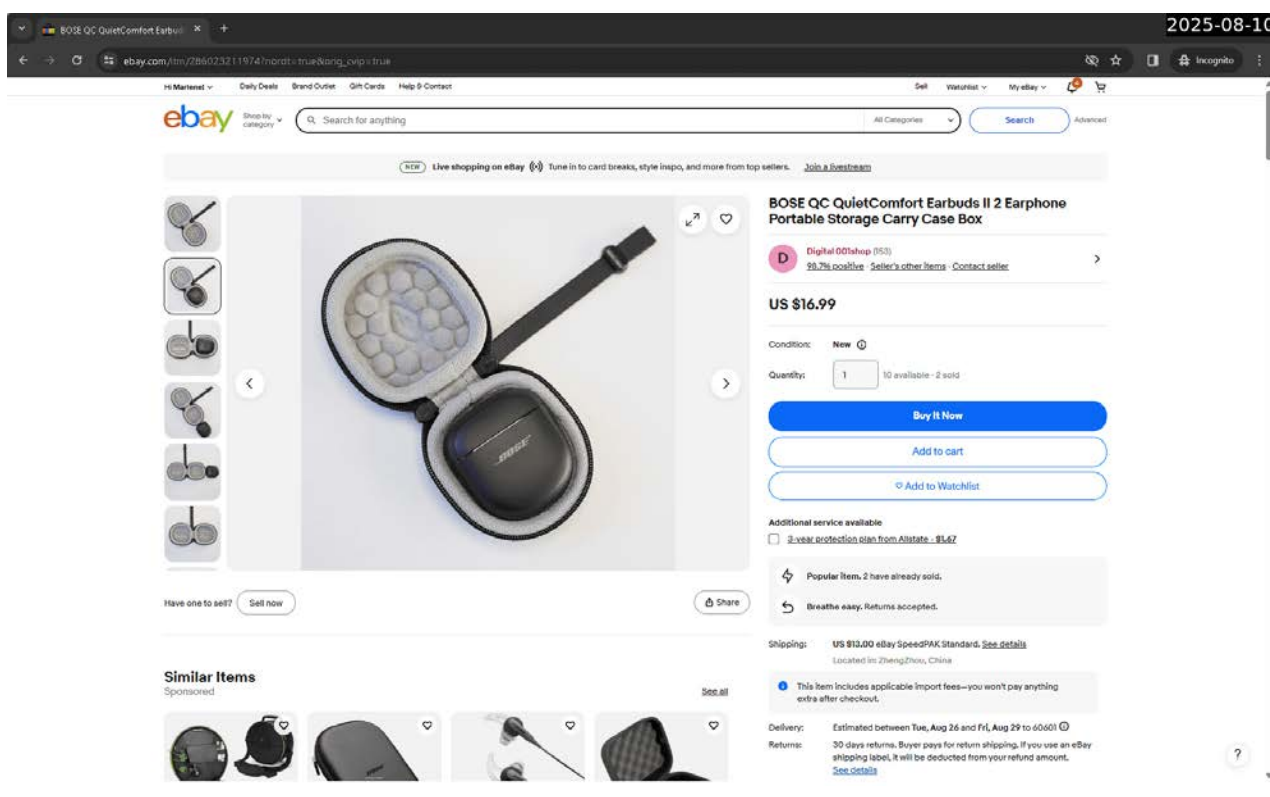 2025-08-10
BOSE QC QuietComfort Earbud
ebay.com/itm/286023211974?nordt=true&orig_cvip=true
Incognito
Hi Martene!
Daily Deals
Brand Outlet
Gift Cards
Help & Contact
Sell
Watchlist
My eBay
ebay
Shop by
category
Search for anything
All Categories
Search
Advanced
NEW
Live shopping on eBay
Tune in to card breaks, style inspo, and more from top sellers.
Join a livestream
BOSE QC QuietComfort Earbuds II 2 Earphone
Portable Storage Carry Case Box
D
Digital 001shop (153)
98.7% positive · Seller's other items · Contact seller
US $16.99
Condition:
New
Quantity:
1
10 available · 2 sold
Buy It Now
Add to cart
Add to Watchlist
Additional service available
3-year protection plan from Allstate - $1.67
Popular item. 2 have already sold.
Breathe easy. Returns accepted.
BOSE
Have one to sell?
Sell now
Share
Shipping:
US $13.00 eBay SpeedPAK Standard. See details
Located in: ZhengZhou, China
This item includes applicable import fees—you won't pay anything
extra after checkout.
Delivery:
Estimated between Tue, Aug 26 and Fri, Aug 29 to 60601
Returns:
30 days returns. Buyer pays for return shipping. If you use an eBay
shipping label, it will be deducted from your refund amount.
See details
Similar Items
Sponsored
See all
?